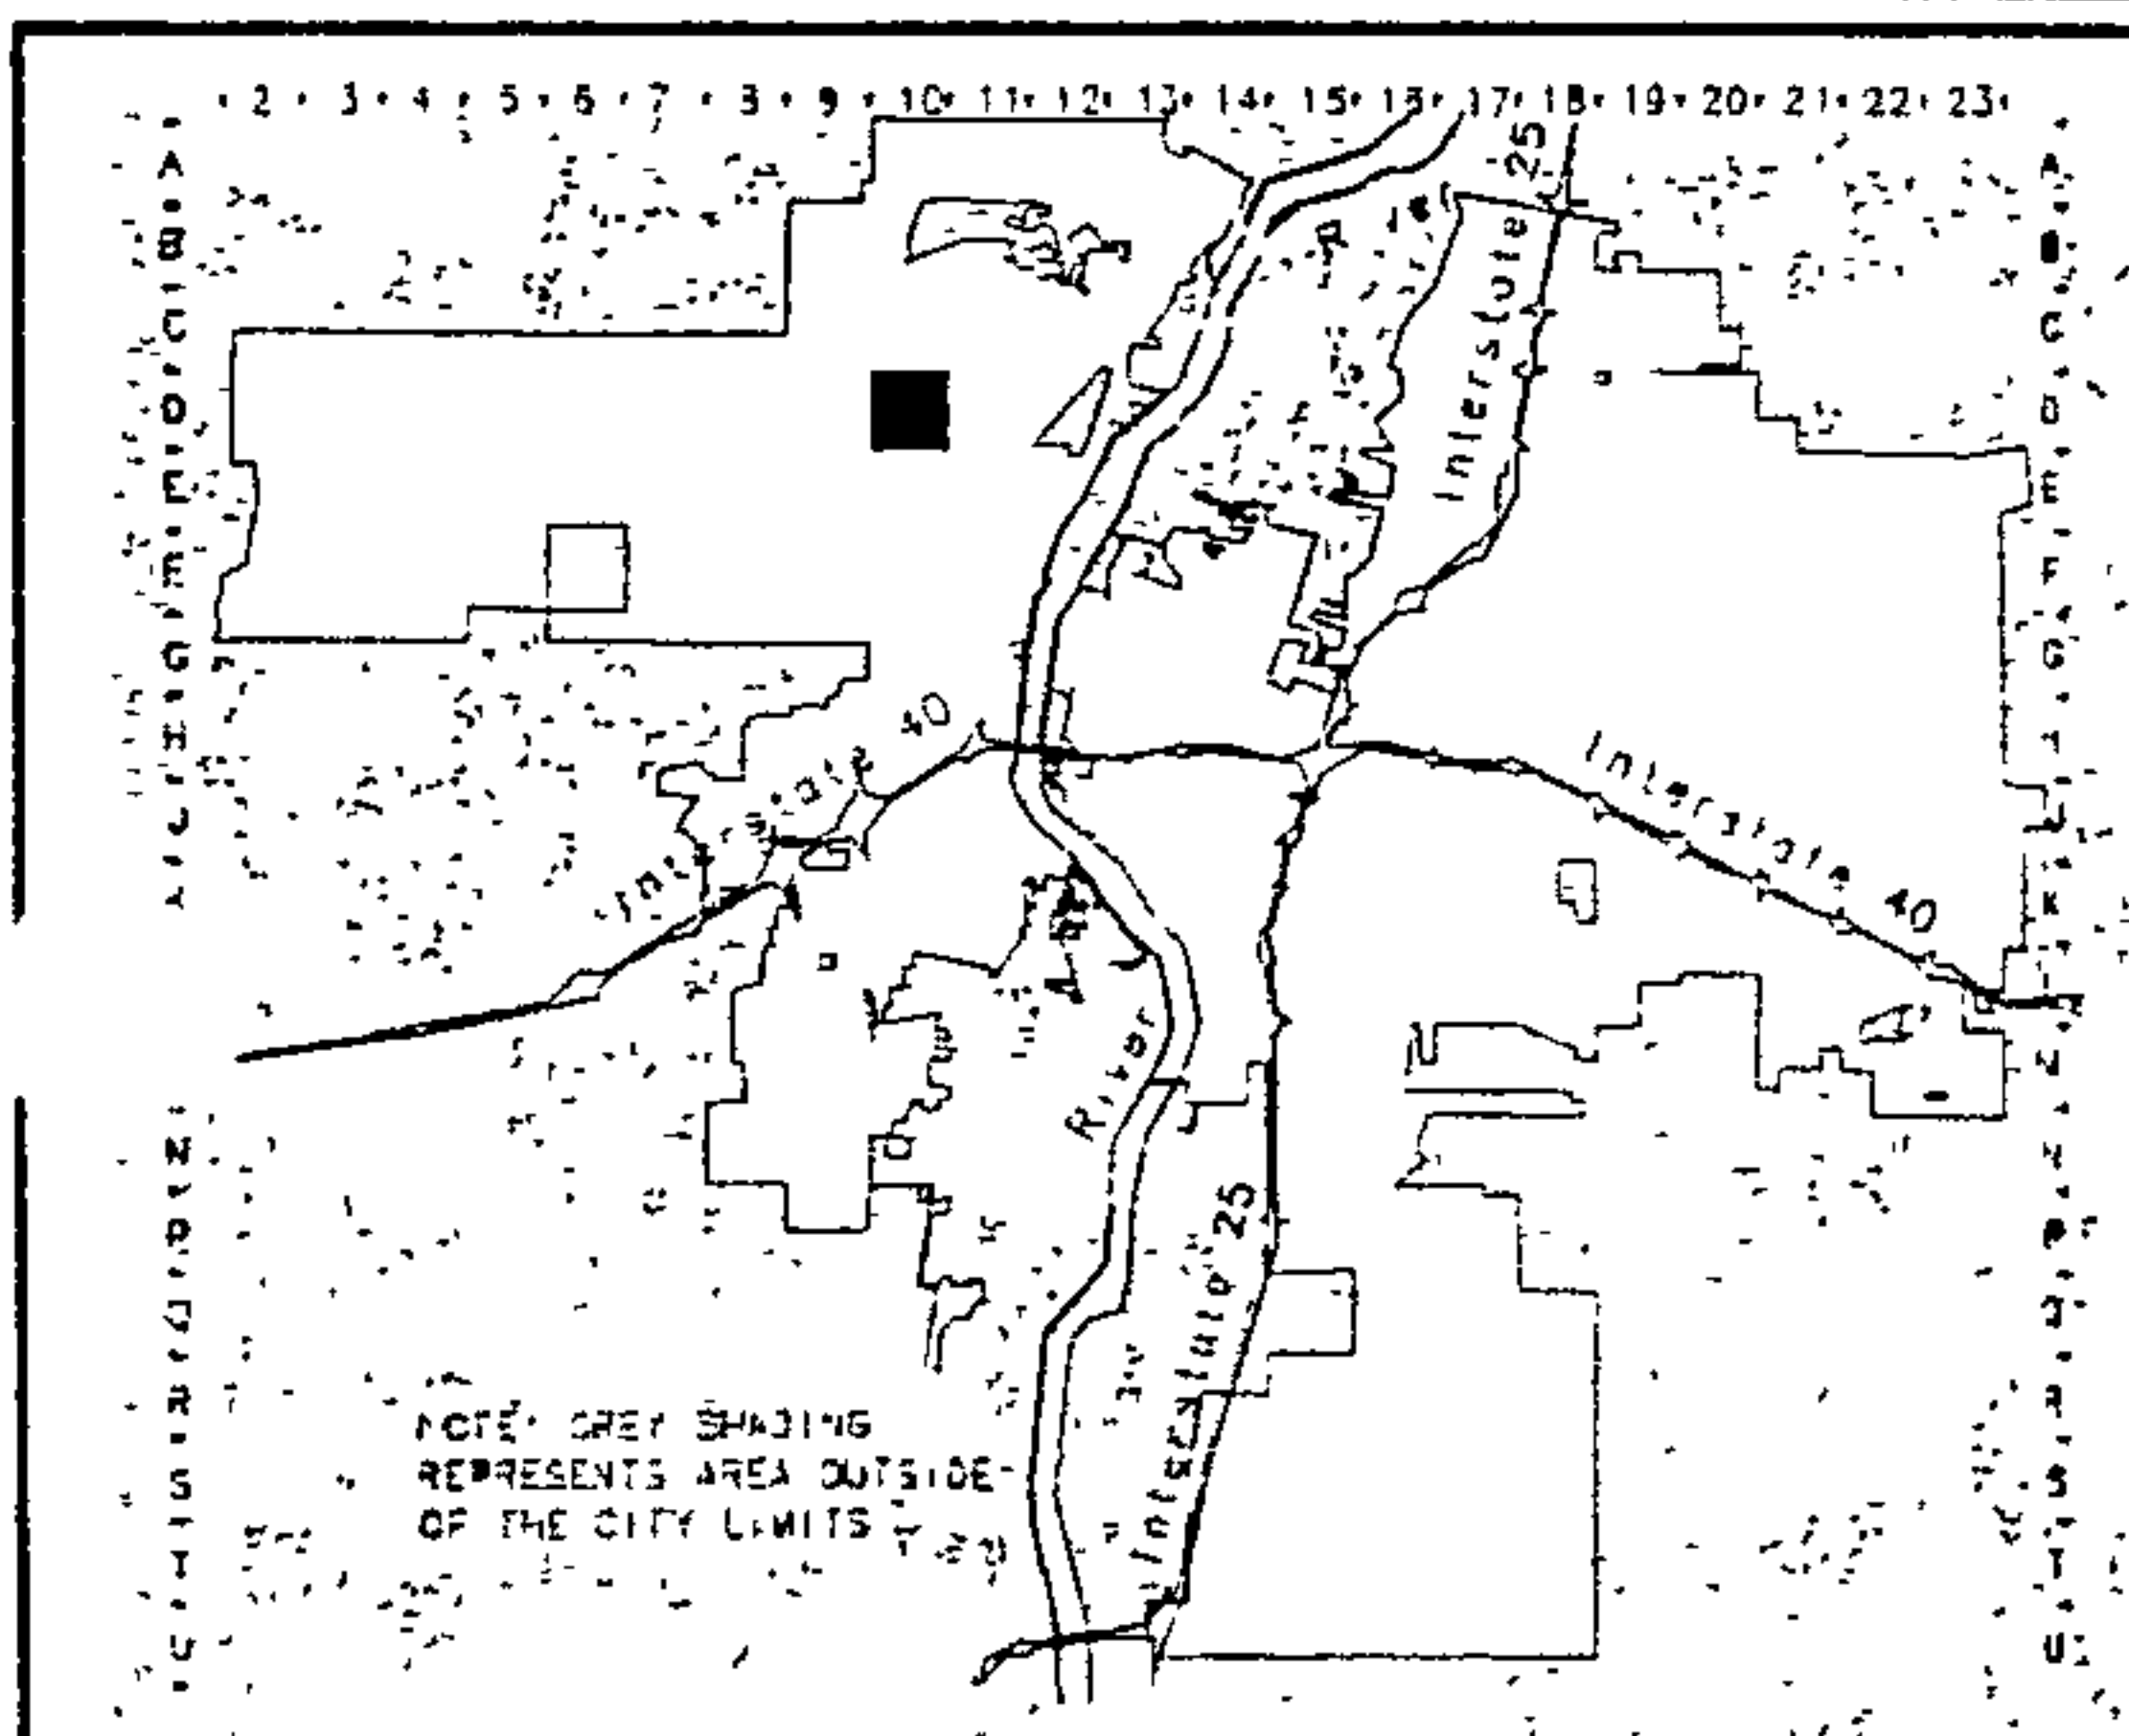 2 3 4 5 6 7 8 9 10 11 12 13 14 15 16 17 18 19 20 21 22 23
A A
B
C C
D D
E E
F
G G
H
J J
K
N N
P
Q
R R
S S
T T
U U
Interstate 25
Interstate 40
Interstate 40
River
Interstate 25
NOTE: GREY SHADING
REPRESENTS AREA OUTSIDE
OF THE CITY LIMITS